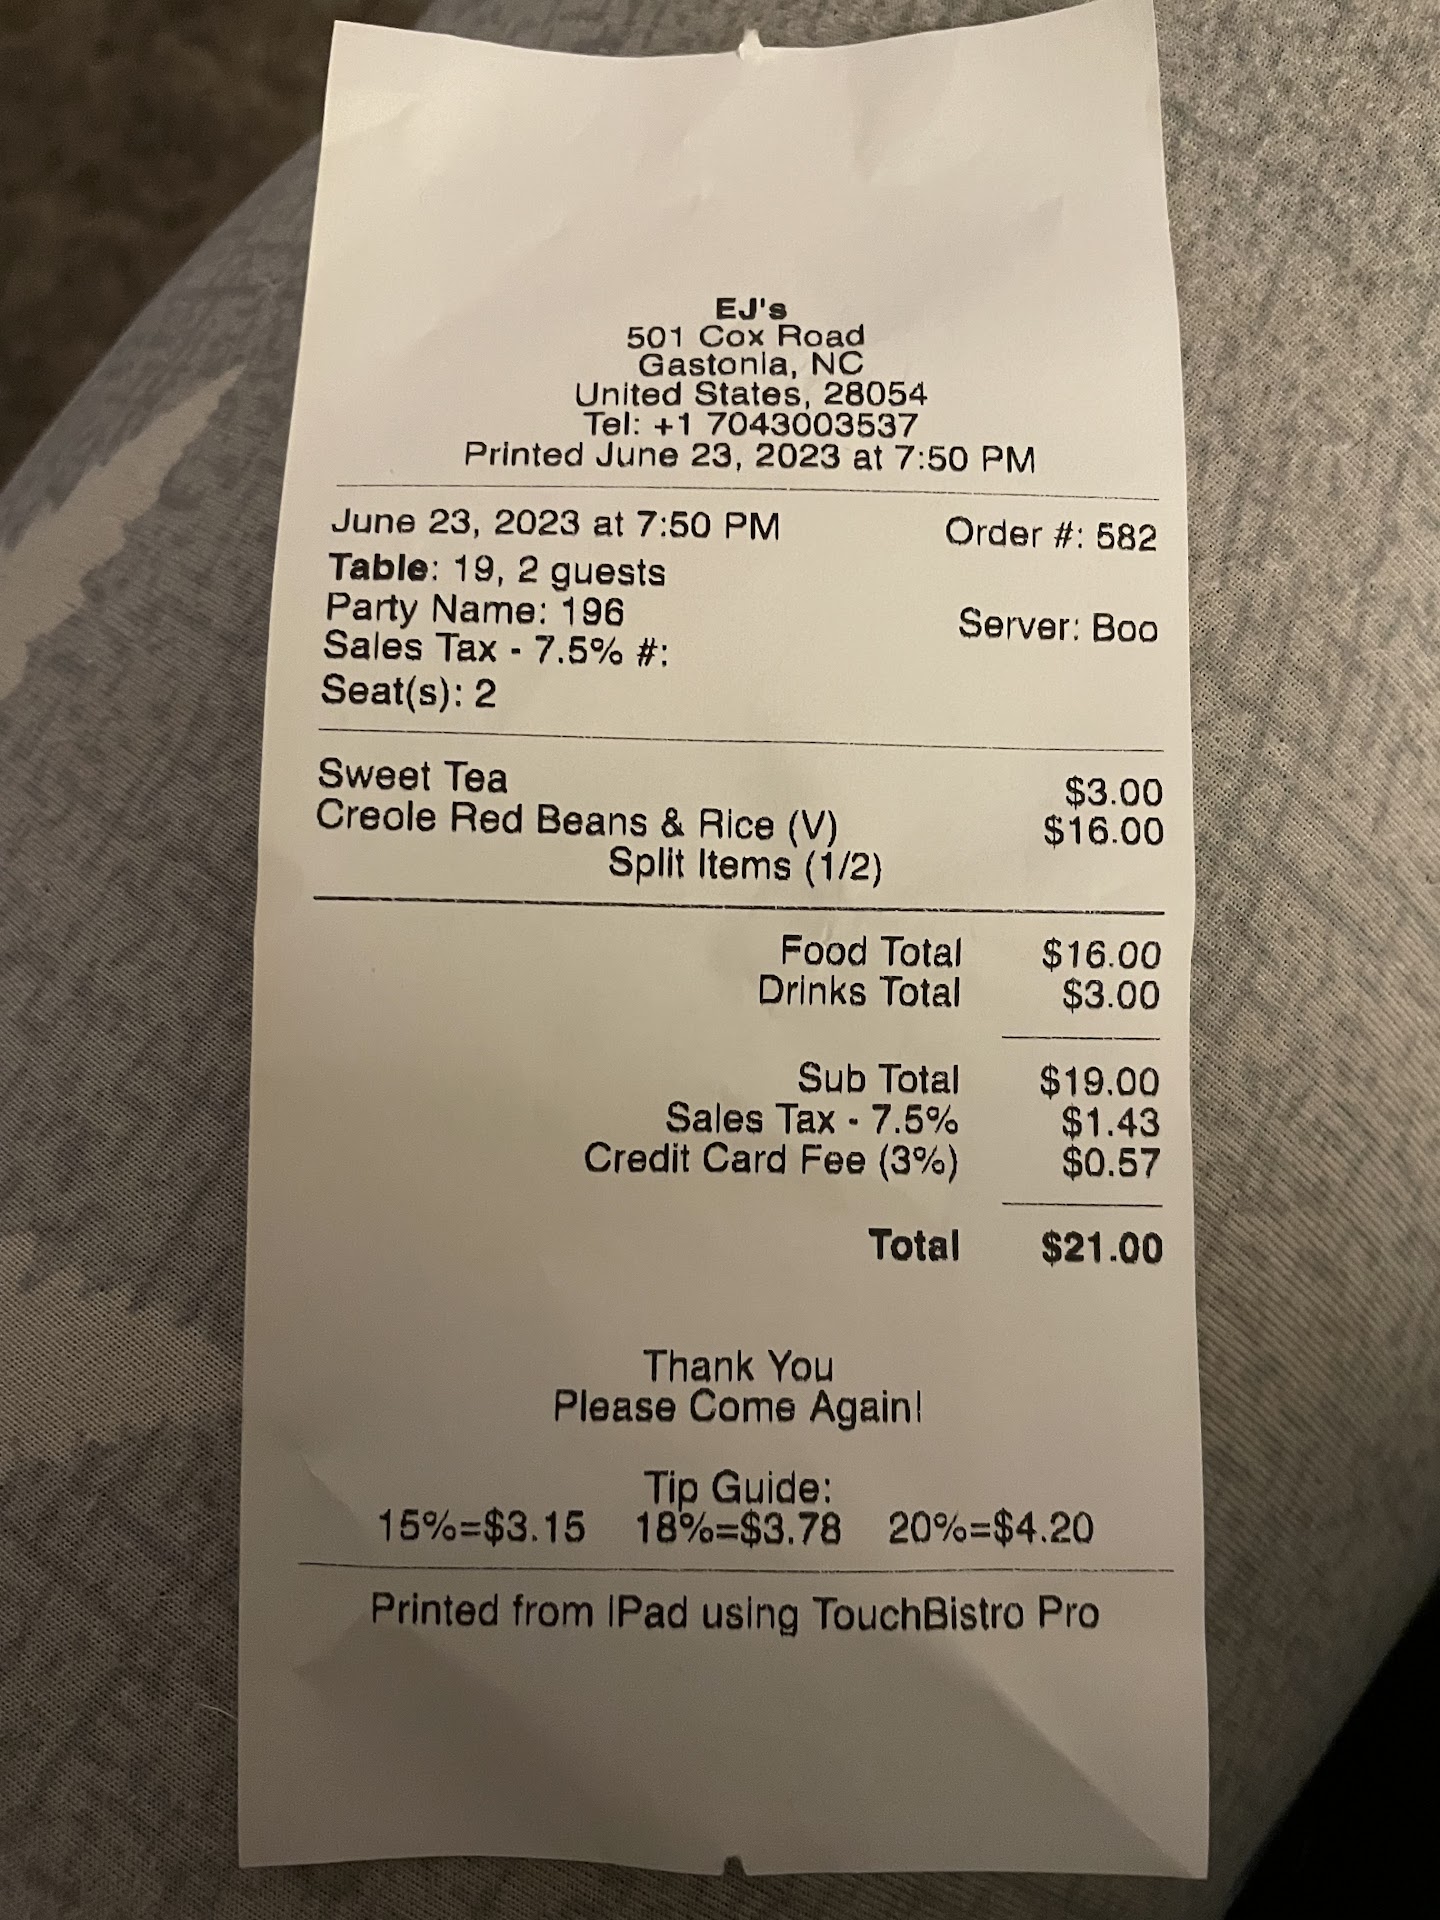 EJ's
501 Cox Road
Gastonia, NC
United States, 28054
Tel: +1 7043003537
Printed June 23, 2023 at 7:50 PM
June 23, 2023 at 7:50 PM Order #: 582
Table: 19, 2 guests
Party Name: 196 Server: Boo
Sales Tax - 7.5% #:
Seat(s): 2
Sweet Tea $3.00
Creole Red Beans & Rice (V) $16.00
Split Items (1/2)
Food Total $16.00
Drinks Total $3.00
Sub Total $19.00
Sales Tax - 7.5% $1.43
Credit Card Fee (3%) $0.57
Total $21.00
Thank You
Please Come Again!
Tip Guide:
15%=$3.15 18%=$3.78 20%=$4.20
Printed from iPad using TouchBistro Pro